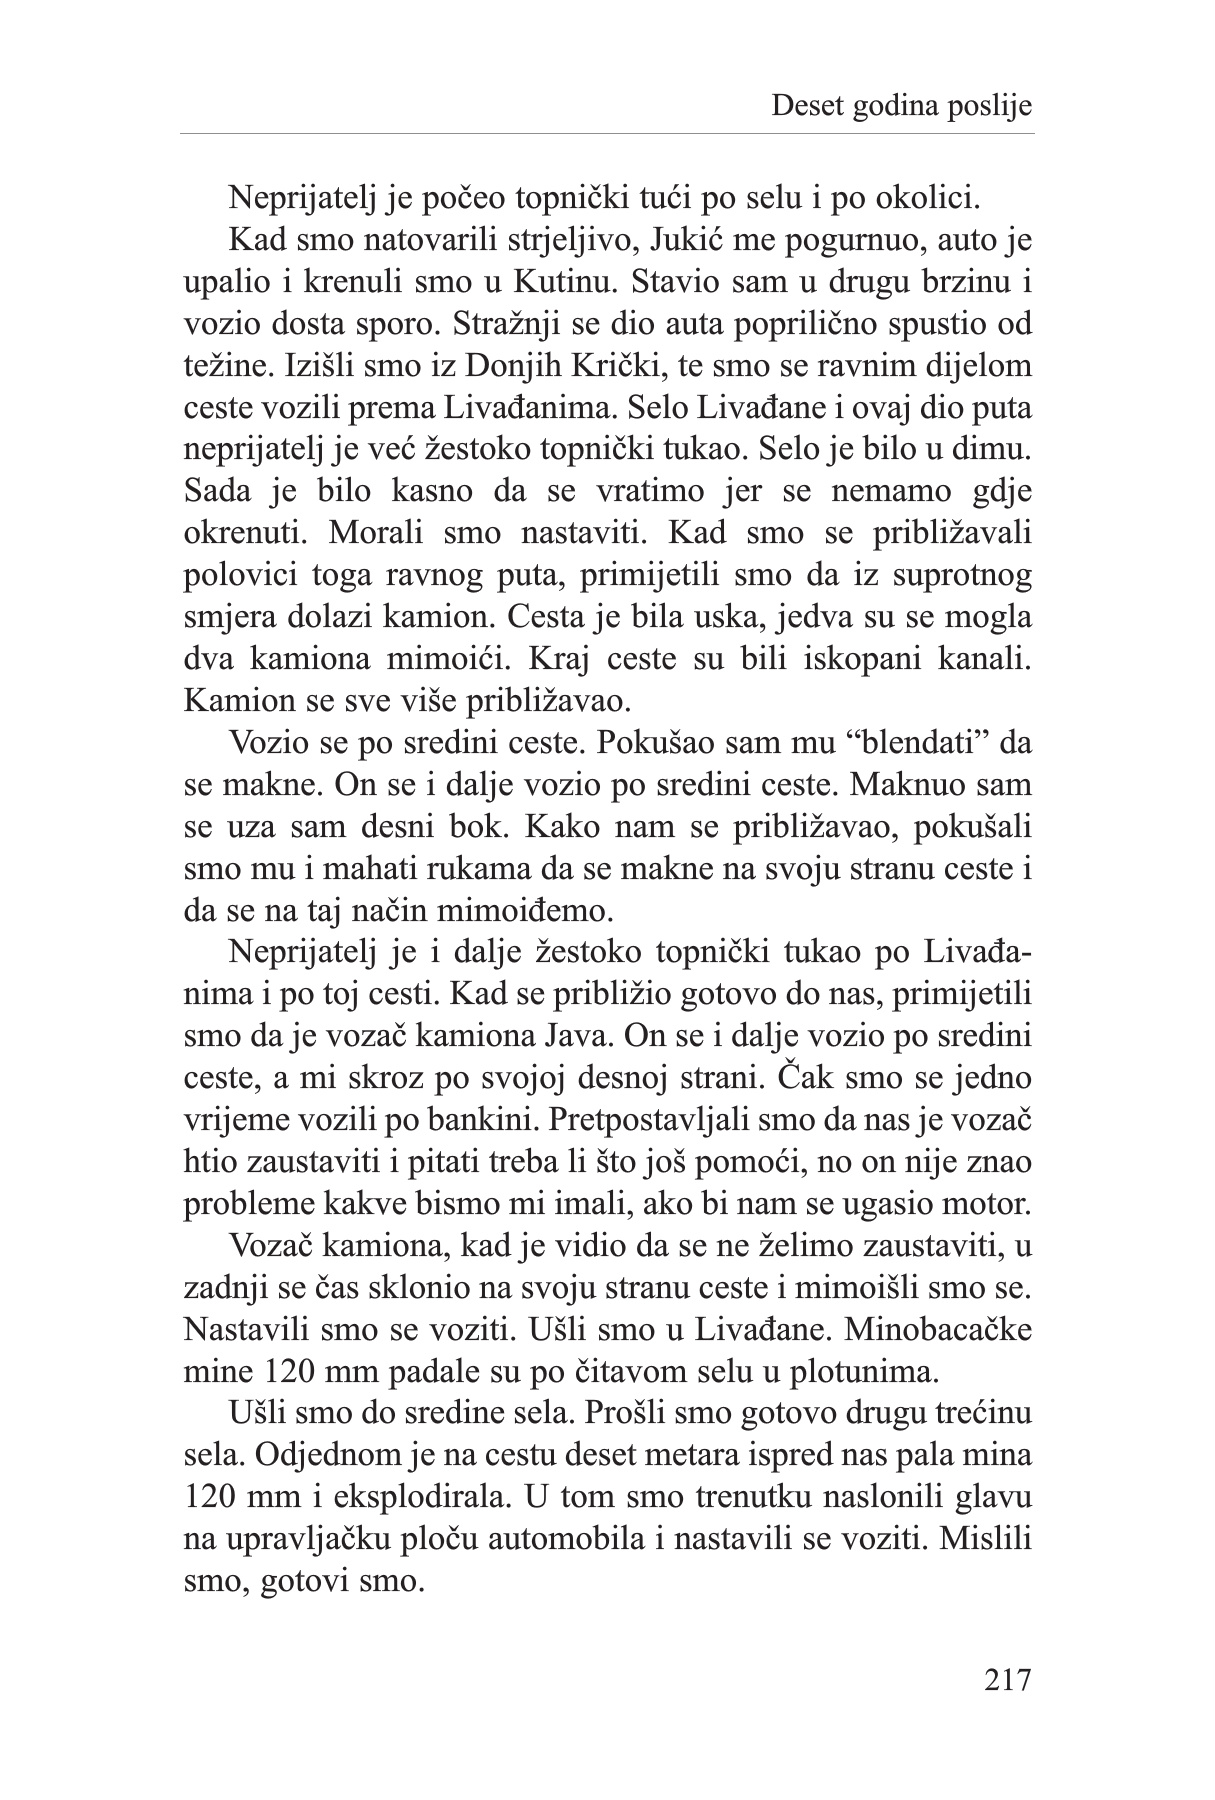 Deset godina poslije
Neprijatelj je počeo topnički tući po selu i po okolici.
Kad smo natovarili strjeljivo, Jukić me pogurnuo, auto je
upalio i krenuli smo u Kutinu. Stavio sam u drugu brzinu i
vozio dosta sporo. Stražnji se dio auta poprilično spustio od
težine. Izišli smo iz Donjih Krički, te smo se ravnim dijelom
ceste vozili prema Livađanima. Selo Livađane i ovaj dio puta
neprijatelj je već žestoko topnički tukao. Selo je bilo u dimu.
Sada je bilo kasno da se vratimo jer se nemamo gdje
okrenuti. Morali smo nastaviti. Kad smo se približavali
polovici toga ravnog puta, primijetili smo da iz suprotnog
smjera dolazi kamion. Cesta je bila uska, jedva su se mogla
dva kamiona mimoići. Kraj ceste su bili iskopani kanali.
Kamion se sve više približavao.
Vozio se po sredini ceste. Pokušao sam mu “blendati” da
se makne. On se i dalje vozio po sredini ceste. Maknuo sam
se uza sam desni bok. Kako nam se približavao, pokušali
smo mu i mahati rukama da se makne na svoju stranu ceste i
da se na taj način mimoiđemo.
Neprijatelj je i dalje žestoko topnički tukao po Livađa-
nima i po toj cesti. Kad se približio gotovo do nas, primijetili
smo da je vozač kamiona Java. On se i dalje vozio po sredini
ceste, a mi skroz po svojoj desnoj strani. Čak smo se jedno
vrijeme vozili po bankini. Pretpostavljali smo da nas je vozač
htio zaustaviti i pitati treba li što još pomoći, no on nije znao
probleme kakve bismo mi imali, ako bi nam se ugasio motor.
Vozač kamiona, kad je vidio da se ne želimo zaustaviti, u
zadnji se čas sklonio na svoju stranu ceste i mimoišli smo se.
Nastavili smo se voziti. Ušli smo u Livađane. Minobacačke
mine 120 mm padale su po čitavom selu u plotunima.
Ušli smo do sredine sela. Prošli smo gotovo drugu trećinu
sela. Odjednom je na cestu deset metara ispred nas pala mina
120 mm i eksplodirala. U tom smo trenutku naslonili glavu
na upravljačku ploču automobila i nastavili se voziti. Mislili
smo, gotovi smo.
217